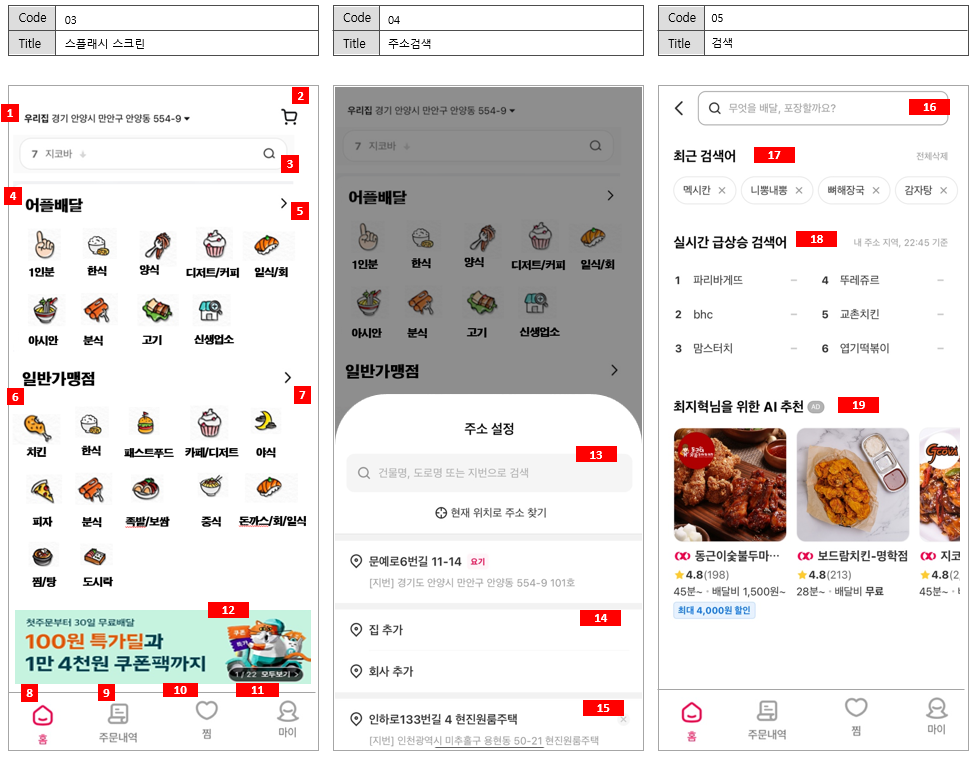 Code 03
Title 스플래시 스크린
1 우리집 경기 안양시 만안구 안양동 554-9
2
7 지코바
3
4 어플배달
5
1인분 한식 양식 디저트/커피 일식/회
아시안 분식 고기 신생업소
일반가맹점
6
7
치킨 한식 패스트푸드 카페/디저트 야식
피자 분식 족발/보쌈 중식 돈까스/회/일식
찜/탕 도시락
12
첫주문부터 30일 무료배달
100원 특가딜과
1만 4천원 쿠폰팩까지
쿠폰
특가
1 / 22 모두보기
8 9 10 11
홈 주문내역 찜 마이
Code 04
Title 주소검색
우리집 경기 안양시 만안구 안양동 554-9
7 지코바
어플배달
1인분 한식 양식 디저트/커피 일식/회
아시안 분식 고기 신생업소
일반가맹점
주소 설정
13
건물명, 도로명 또는 지번으로 검색
현재 위치로 주소 찾기
문예로6번길 11-14 요기
[지번] 경기도 안양시 만안구 안양동 554-9 101호
14
집 추가
회사 추가
15
인하로133번길 4 현진원룸주택
[지번] 인천광역시 미추홀구 용현동 50-21 현진원룸주택
Code 05
Title 검색
무엇을 배달, 포장할까요? 16
최근 검색어 17 전체삭제
멕시칸 니뽕내뽕 뼈해장국 감자탕
실시간 급상승 검색어 18 내 주소 지역, 22:45 기준
1 파리바게뜨 4 뚜레쥬르
2 bhc 5 교촌치킨
3 맘스터치 6 엽기떡볶이
최지혁님을 위한 AI 추천 AD 19
동근이숯불두마··· 보드람치킨-명학점 지코
4.8(198) 4.8(213) 4.8(2
45분~ · 배달비 1,500원~ 28분~ · 배달비 무료 45분~ ·
최대 4,000원 할인
홈 주문내역 찜 마이